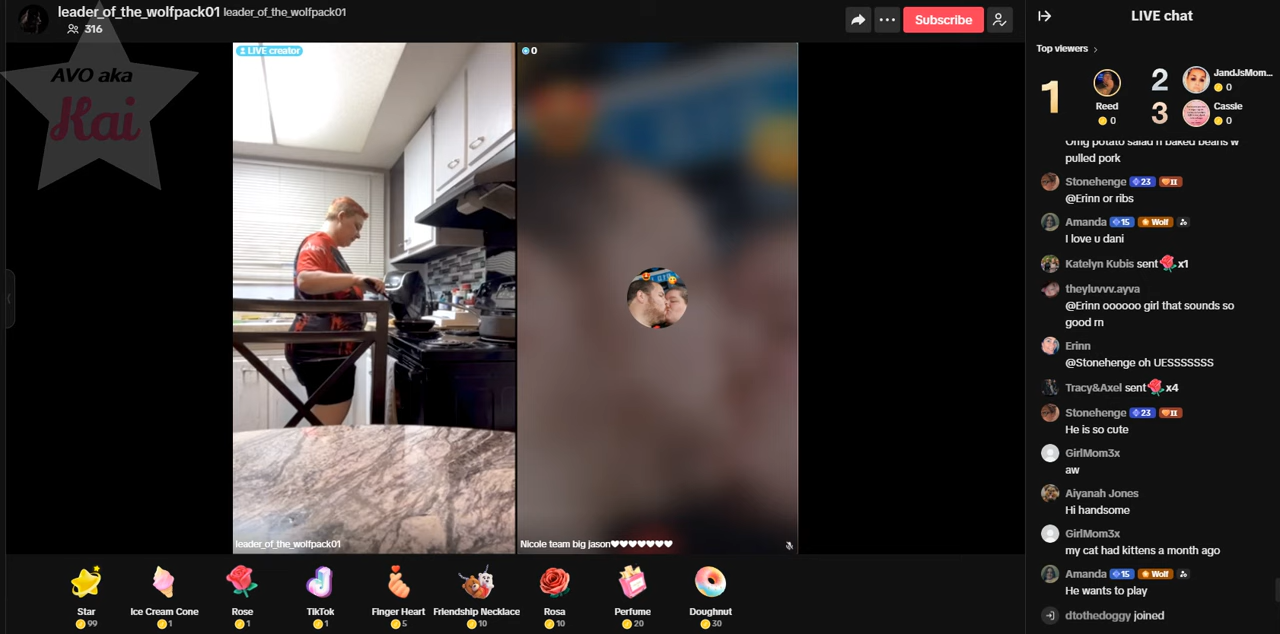 leader_of_the_wolfpack01 leader_of_the_wolfpack01
316
Subscribe
AVO aka
Kai
LIVE creator
0
leader_of_the_wolfpack01
Nicole team big jason♥♥♥♥♥♥♥
Star
99
Ice Cream Cone
1
Rose
1
TikTok
1
Finger Heart
5
Friendship Necklace
10
Rosa
10
Perfume
20
Doughnut
30
LIVE chat
Top viewers >
1
Reed
0
2
JandJsMom...
0
3
Cassie
0
Omg potato salad n baked beans w
pulled pork
Stonehenge 23 II
@Erinn or ribs
Amanda 15 Wolf
I love u dani
Katelyn Kubis sent x1
theyluvvv.ayva
@Erinn oooooo girl that sounds so
good rn
Erinn
@Stonehenge oh UESSSSSSS
Tracy&Axel sent x4
Stonehenge 23 II
He is so cute
GirlMom3x
aw
Aiyanah Jones
Hi handsome
GirlMom3x
my cat had kittens a month ago
Amanda 15 Wolf
He wants to play
dtothedoggy joined